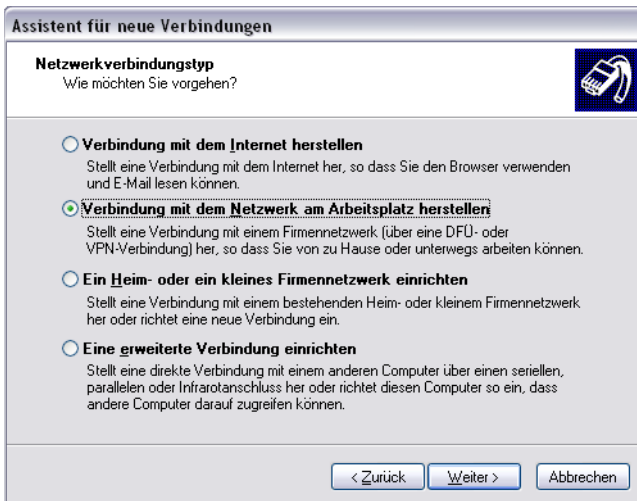 Assistent für neue Verbindungen
Netzwerkverbindungstyp
Wie möchten Sie vorgehen?
Verbindung mit dem Internet herstellen
Stellt eine Verbindung mit dem Internet her, so dass Sie den Browser verwenden
und E-Mail lesen können.
Verbindung mit dem Netzwerk am Arbeitsplatz herstellen
Stellt eine Verbindung mit einem Firmennetzwerk (über eine DFÜ- oder
VPN-Verbindung) her, so dass Sie von zu Hause oder unterwegs arbeiten können.
Ein Heim- oder ein kleines Firmennetzwerk einrichten
Stellt eine Verbindung mit einem bestehenden Heim- oder kleinem Firmennetzwerk
her oder richtet eine neue Verbindung ein.
Eine erweiterte Verbindung einrichten
Stellt eine direkte Verbindung mit einem anderen Computer über einen seriellen,
parallelen oder Infrarotanschluss her oder richtet diesen Computer so ein, dass
andere Computer darauf zugreifen können.
< Zurück Weiter > Abbrechen